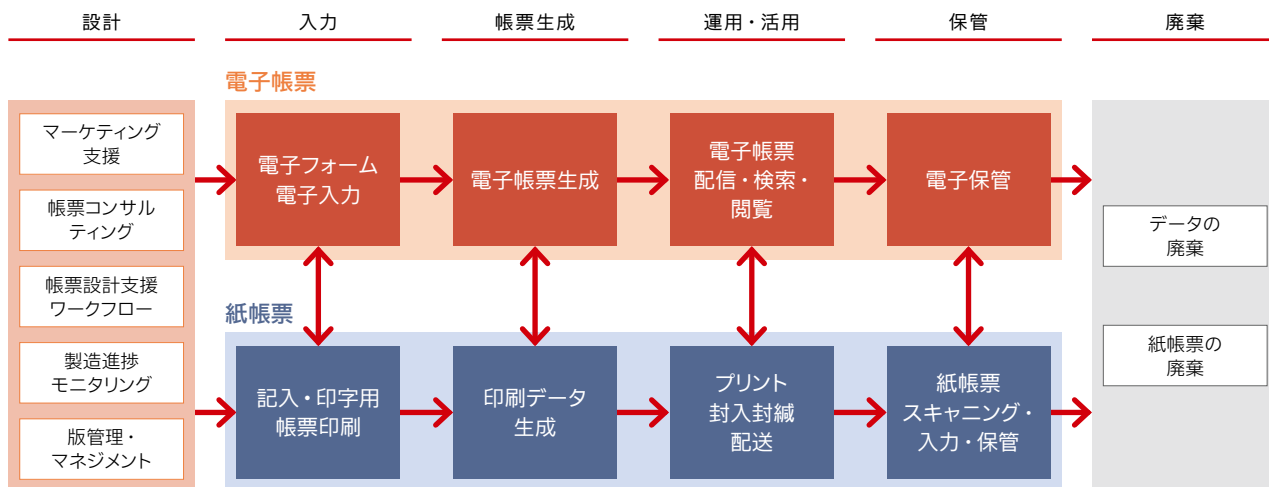 設計
入力
帳票生成
運用・活用
保管
廃棄
マーケティング
支援
帳票コンサル
ティング
帳票設計支援
ワークフロー
製造進捗
モニタリング
版管理・
マネジメント
電子帳票
電子フォーム
電子入力
電子帳票生成
電子帳票
配信・検索・
閲覧
電子保管
紙帳票
記入・印字用
帳票印刷
印刷データ
生成
プリント
封入封緘
配送
紙帳票
スキャニング・
入力・保管
データの
廃棄
紙帳票の
廃棄